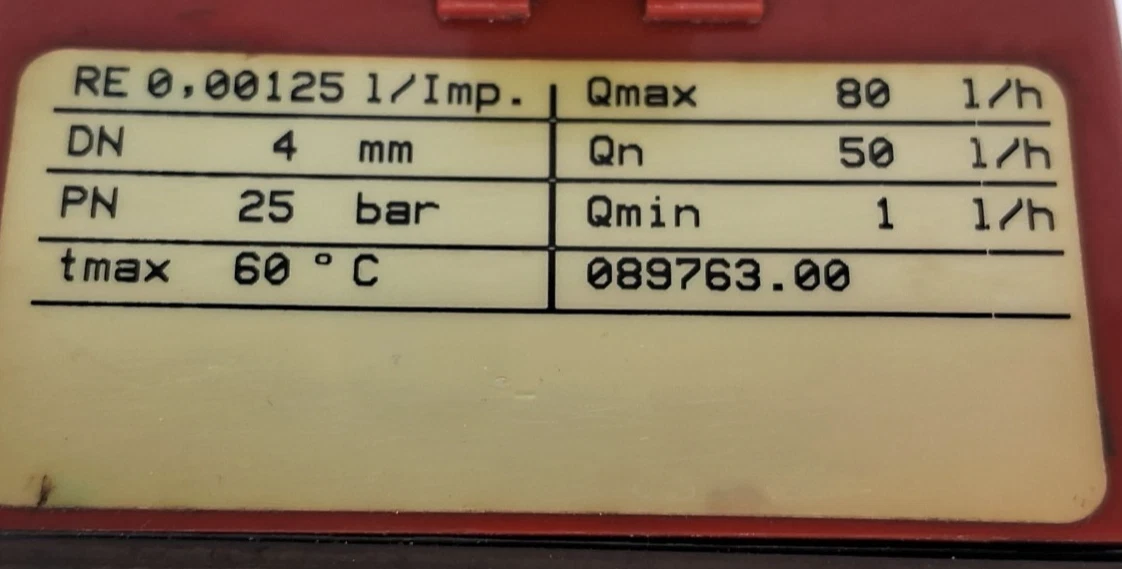 RE 0,00125 l/Imp. Qmax 80 l/h
DN 4 mm Qn 50 l/h
PN 25 bar Qmin 1 l/h
tmax 60 °C 089763.00